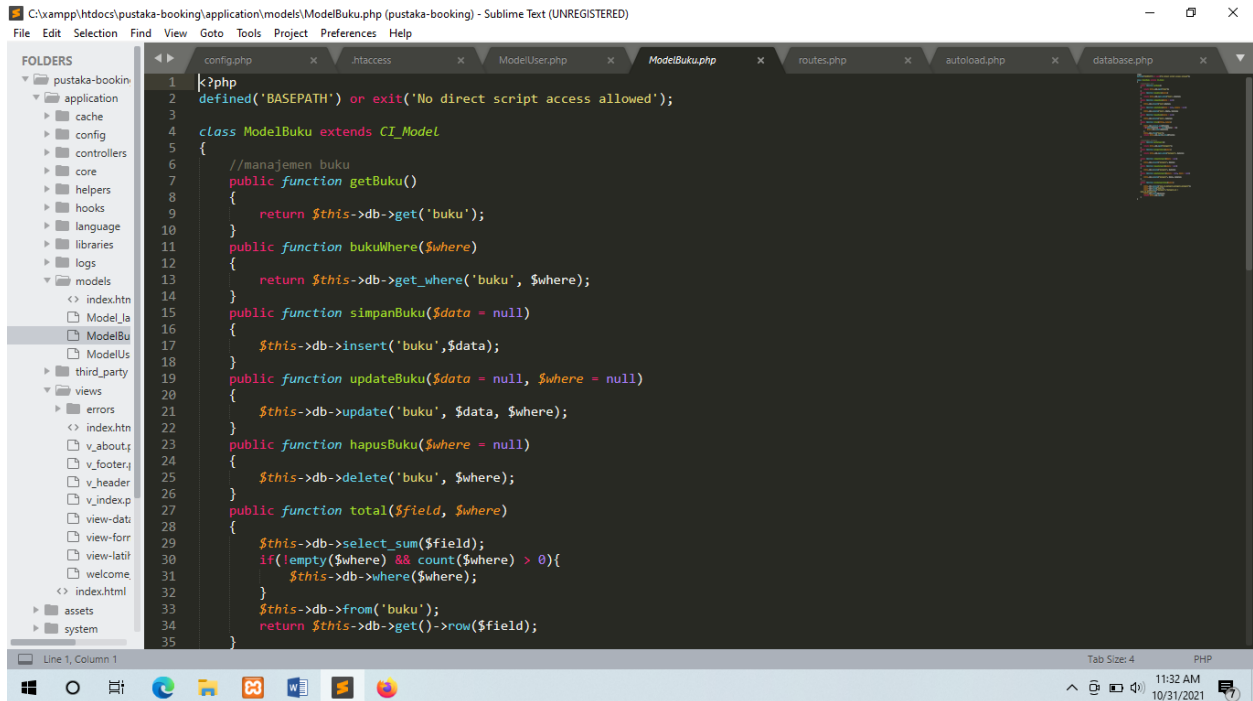 C:\xampp\htdocs\pustaka-booking\application\models\ModelBuku.php (pustaka-booking) - Sublime Text (UNREGISTERED)
File Edit Selection Find View Goto Tools Project Preferences Help
FOLDERS
pustaka-bookin
application
cache
config
controllers
core
helpers
hooks
language
libraries
logs
models
index.htn
Model_la
ModelBu
ModelUs
third_party
views
errors
index.htn
v_about.p
v_footer.p
v_header
v_index.p
view-data
view-forr
view-latih
welcome_
index.html
assets
system
config.php .htaccess ModelUser.php ModelBuku.php routes.php autoload.php database.php
1 <?php
2 defined('BASEPATH') or exit('No direct script access allowed');
3
4 class ModelBuku extends CI_Model
5 {
6 //manajemen buku
7 public function getBuku()
8 {
9 return $this->db->get('buku');
10 }
11 public function bukuWhere($where)
12 {
13 return $this->db->get_where('buku', $where);
14 }
15 public function simpanBuku($data = null)
16 {
17 $this->db->insert('buku',$data);
18 }
19 public function updateBuku($data = null, $where = null)
20 {
21 $this->db->update('buku', $data, $where);
22 }
23 public function hapusBuku($where = null)
24 {
25 $this->db->delete('buku', $where);
26 }
27 public function total($field, $where)
28 {
29 $this->db->select_sum($field);
30 if(!empty($where) && count($where) > 0){
31 $this->db->where($where);
32 }
33 $this->db->from('buku');
34 return $this->db->get()->row($field);
35 }
Line 1, Column 1 Tab Size: 4 PHP
11:32 AM
10/31/2021
7